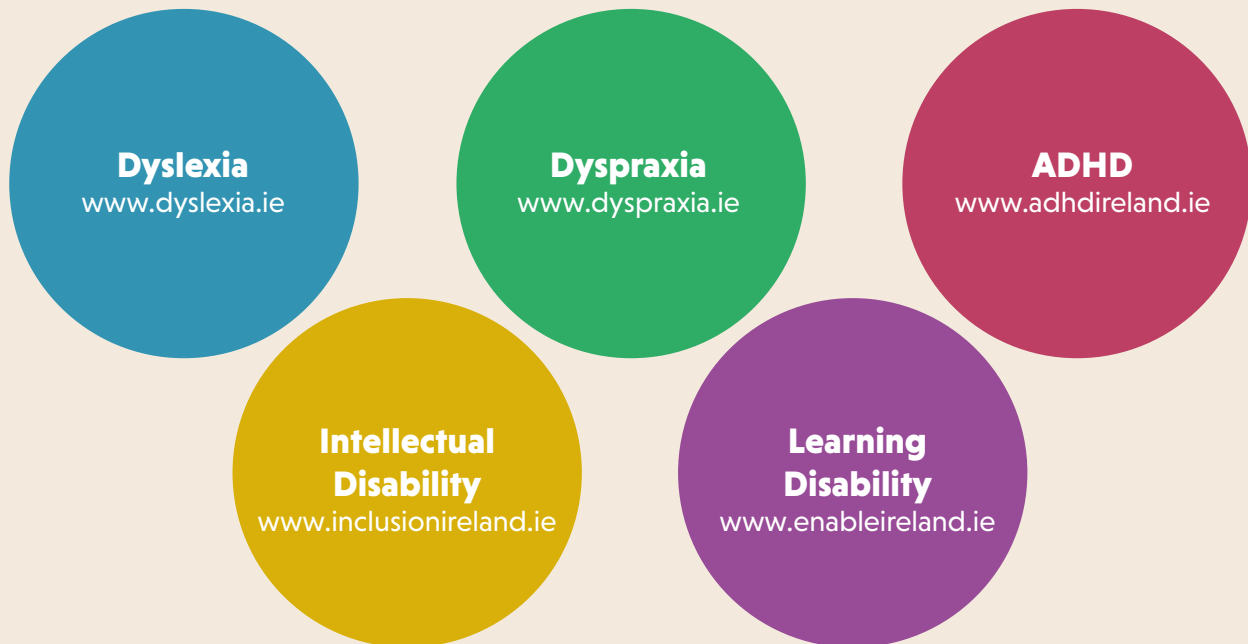 Dyslexia
www.dyslexia.ie
Dyspraxia
www.dyspraxia.ie
ADHD
www.adhdireland.ie
Intellectual
Disability
www.inclusionireland.ie
Learning
Disability
www.enableireland.ie